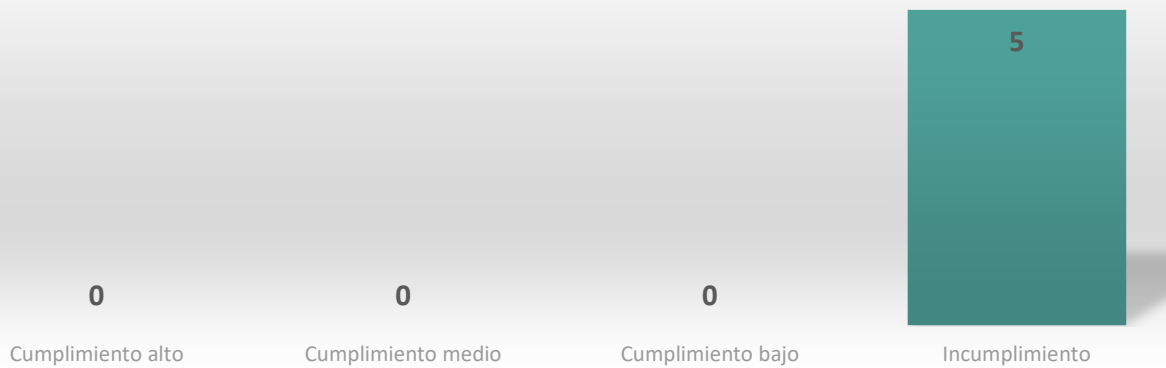 5
0
0
0
Cumplimiento alto
Cumplimiento medio
Cumplimiento bajo
Incumplimiento